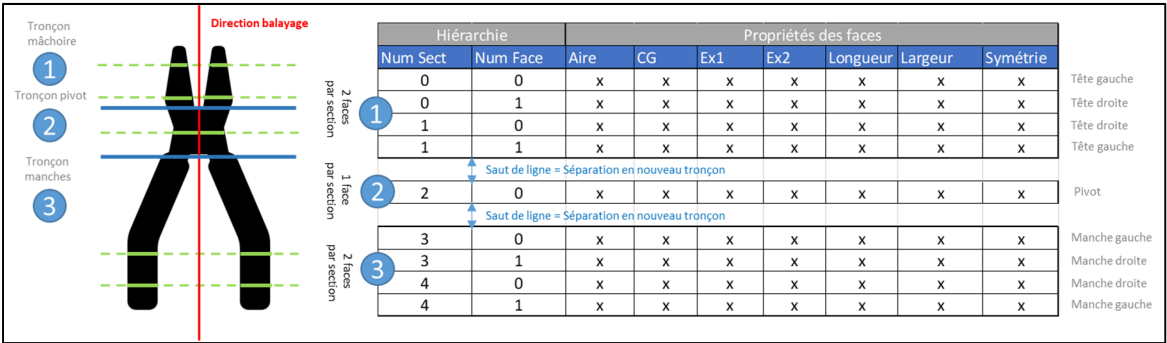 Direction balayage
Tronçon
mâchoire
1
Tronçon pivot
2
Tronçon
manches
3
Hiérarchie Propriétés des faces
Num Sect Num Face Aire CG Ex1 Ex2 Longueur Largeur Symétrie
2 faces
par section
1
0 0 x x x x x x x Tête gauche
0 1 x x x x x x x Tête droite
1 0 x x x x x x x Tête droite
1 1 x x x x x x x Tête gauche
Saut de ligne = Séparation en nouveau tronçon
1 face
par section
2
2 0 x x x x x x x Pivot
Saut de ligne = Séparation en nouveau tronçon
2 faces
par section
3
3 0 x x x x x x x Manche gauche
3 1 x x x x x x x Manche droite
4 0 x x x x x x x Manche droite
4 1 x x x x x x x Manche gauche